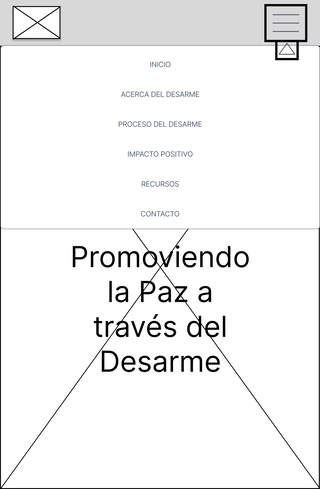 INICIO
ACERCA DEL DESARME
PROCESO DEL DESARME
IMPACTO POSITIVO
RECURSOS
CONTACTO
Promoviendo
la Paz a
través del
Desarme